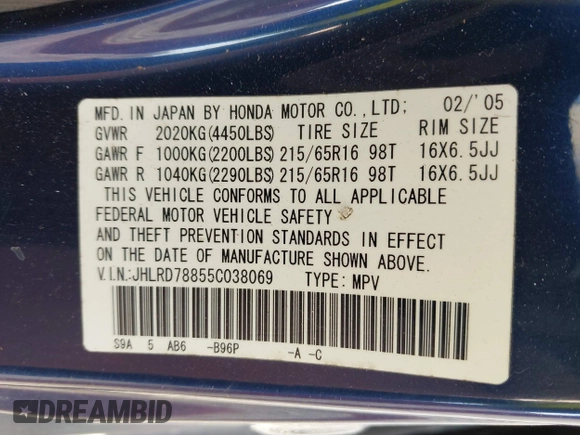 MFD. IN JAPAN BY HONDA MOTOR CO.,LTD; 02/'05
GVWR 2020KG(4450LBS) TIRE SIZE RIM SIZE
GAWR F 1000KG(2200LBS) 215/65R16 98T 16X6.5JJ
GAWR R 1040KG(2290LBS) 215/65R16 98T 16X6.5JJ
THIS VEHICLE CONFORMS TO ALL APPLICABLE
FEDERAL MOTOR VEHICLE SAFETY
AND THEFT PREVENTION STANDARDS IN EFFECT
ON THE DATE OF MANUFACTURE SHOWN ABOVE.
V.I.N.:JHLRD78855C038069 TYPE: MPV
S9A 5 AB6 -B96P -A -C
DREAMBID